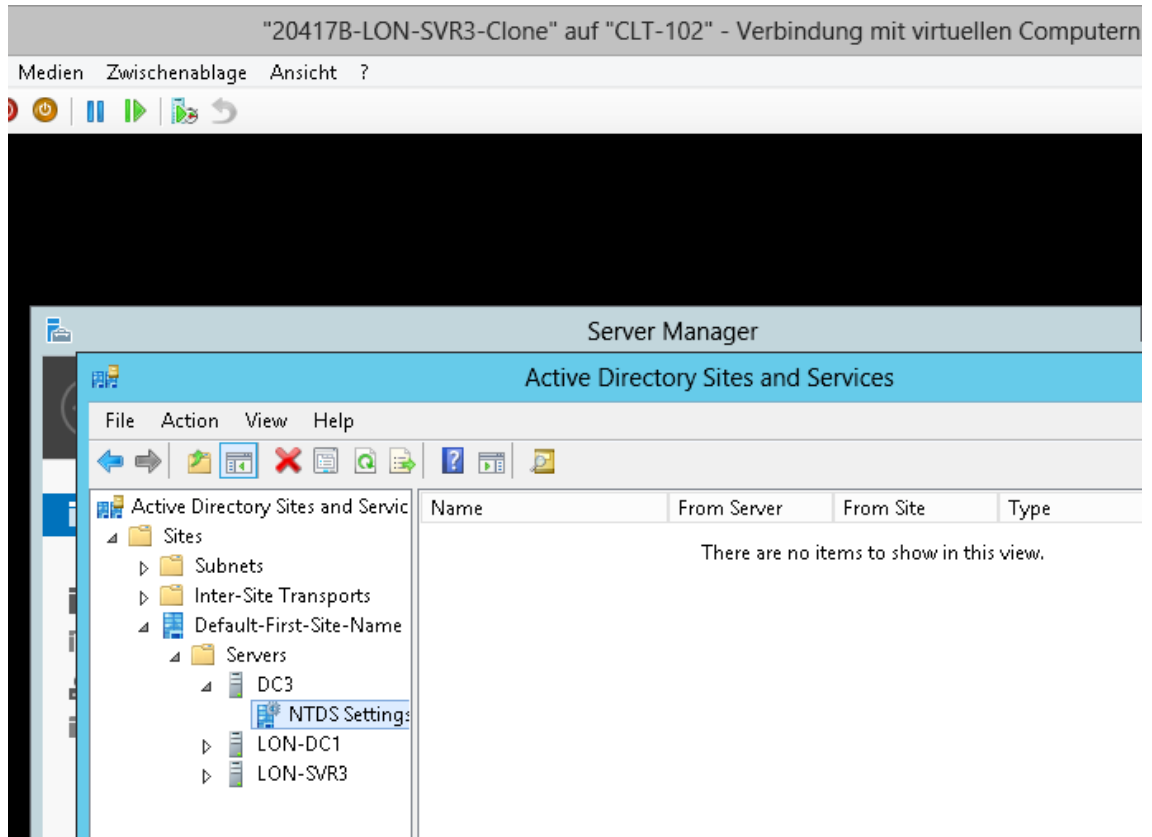 "20417B-LON-SVR3-Clone" auf "CLT-102" - Verbindung mit virtuellen Computern
Medien Zwischenablage Ansicht ?
Server Manager
Active Directory Sites and Services
File Action View Help
Active Directory Sites and Servic
Name From Server From Site Type
Sites
There are no items to show in this view.
Subnets
Inter-Site Transports
Default-First-Site-Name
Servers
DC3
NTDS Settings
LON-DC1
LON-SVR3